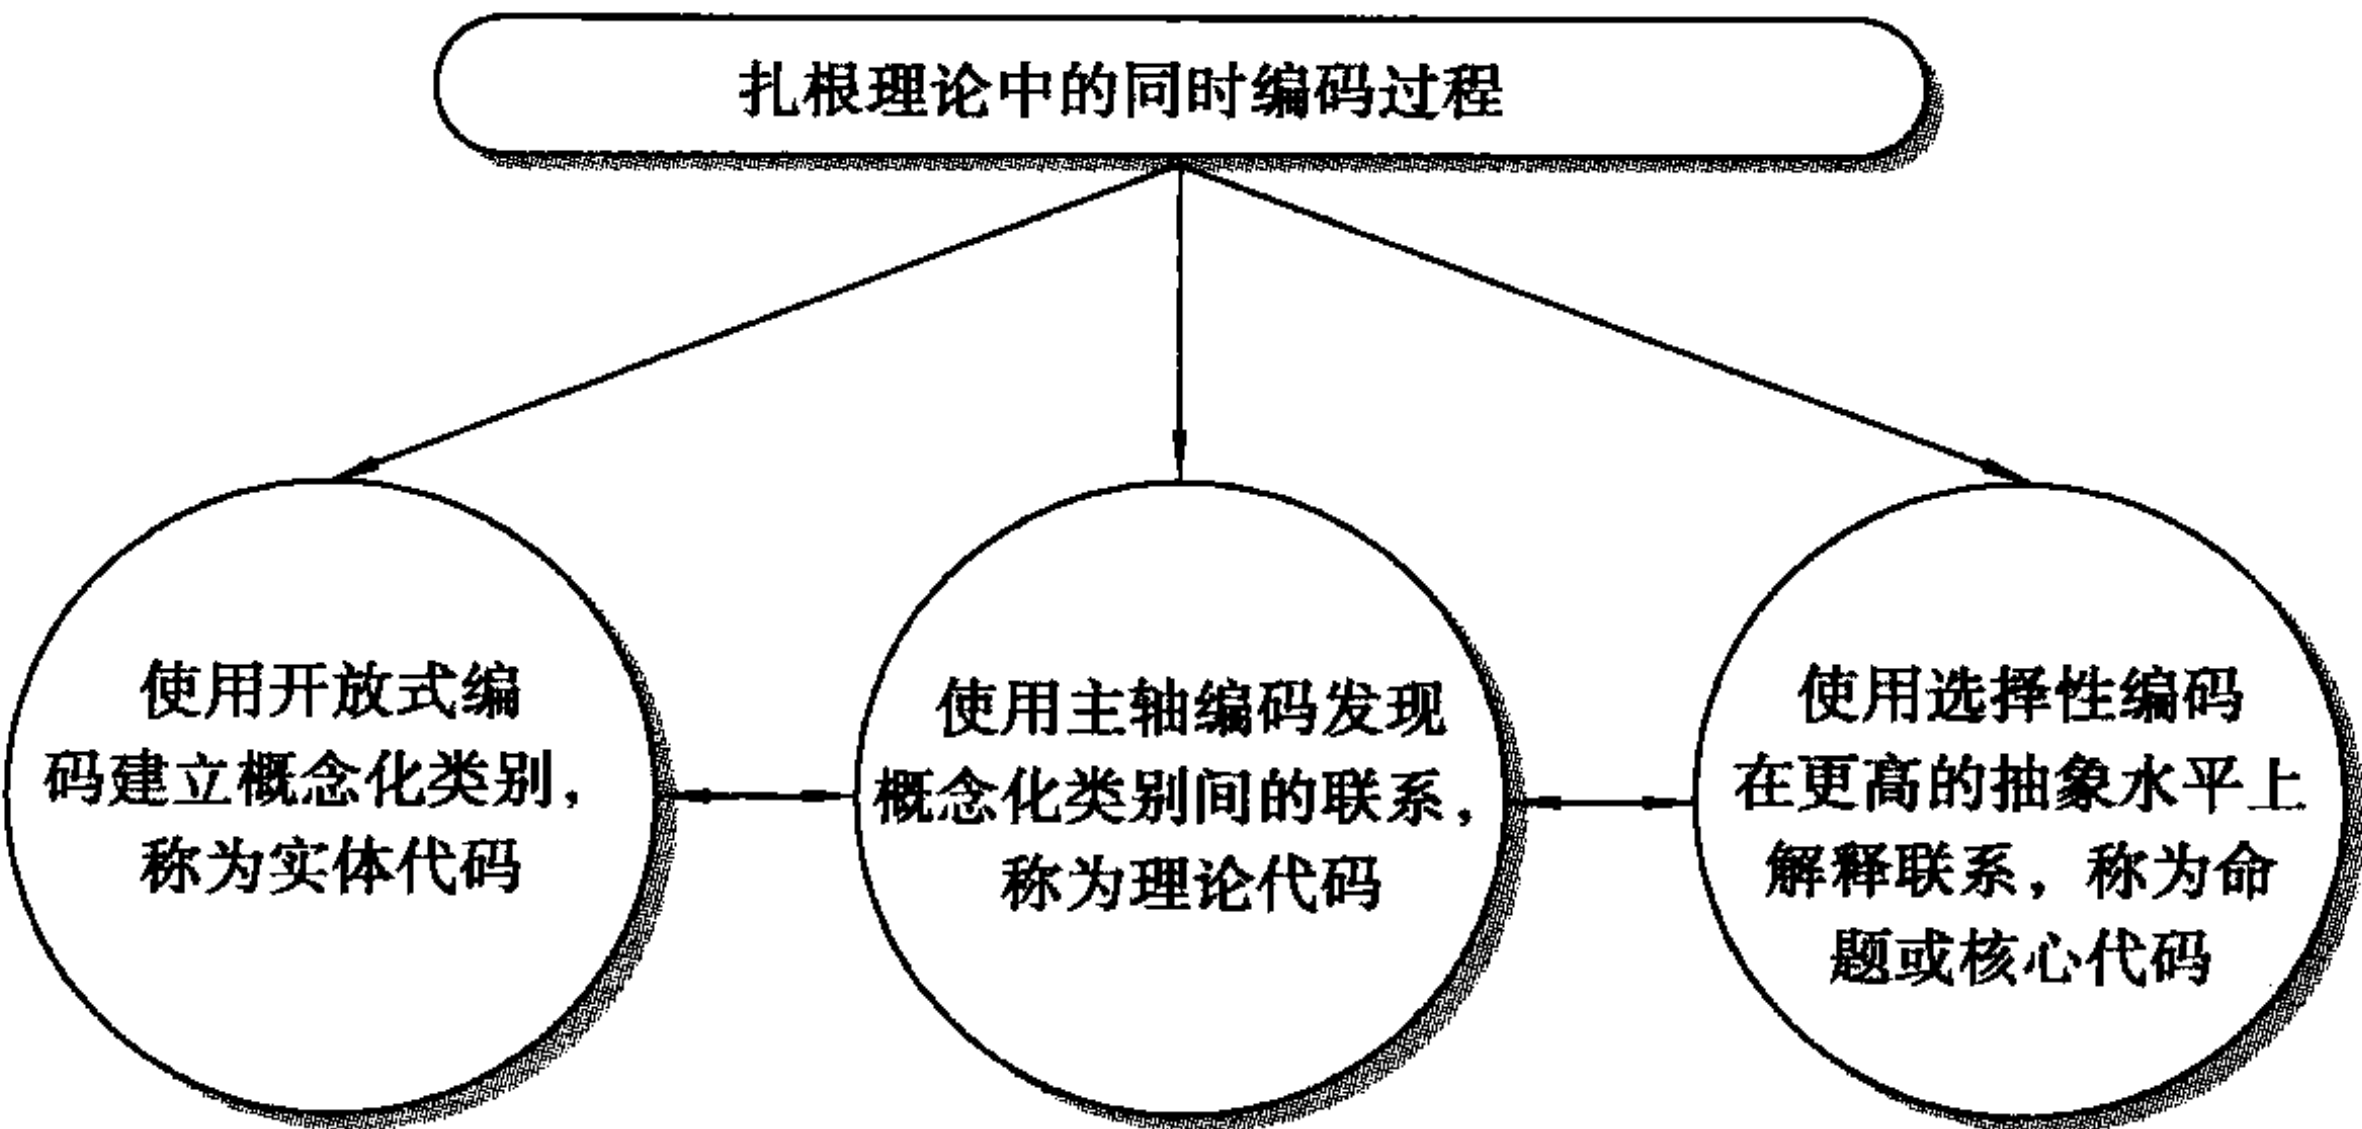 扎根理论中的同时编码过程
使用开放式编
码建立概念化类别，
称为实体代码
使用主轴编码发现
概念化类别间的联系，
称为理论代码
使用选择性编码
在更高的抽象水平上
解释联系，称为命
题或核心代码